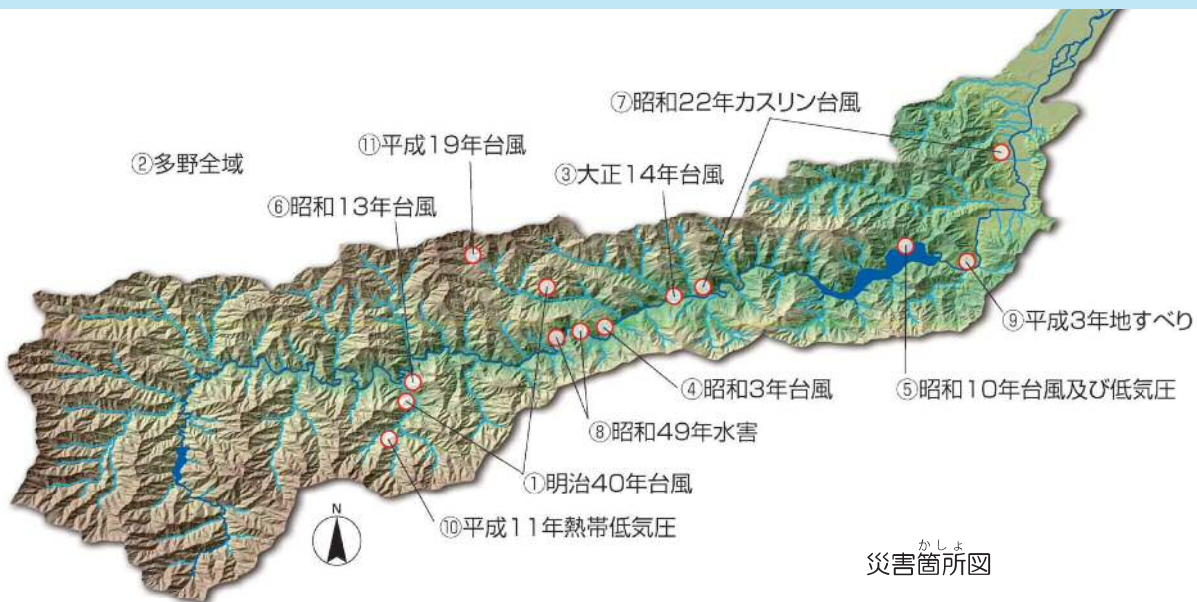 ⑦昭和22年カスリン台風
⑪平成19年台風
②多野全域
③大正14年台風
⑥昭和13年台風
⑨平成3年地すべり
④昭和3年台風
⑤昭和10年台風及び低気圧
⑧昭和49年水害
①明治40年台風
N
⑩平成11年熱帯低気圧
かしょ
災害箇所図